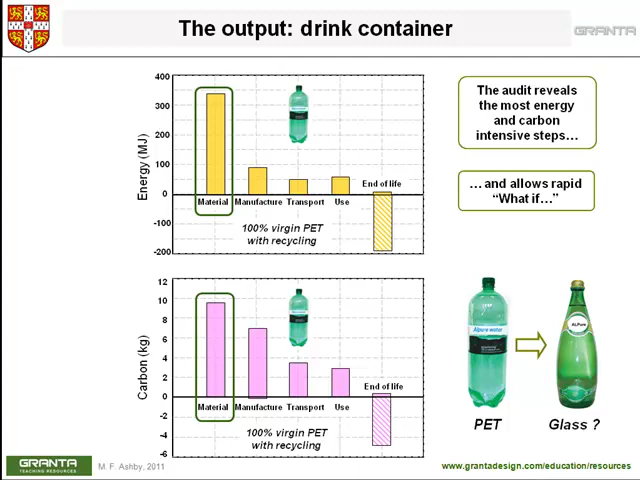 The output: drink container
GRANTA
400
300
200
100
0
-100
-200
Energy (MJ)
Material
Manufacture
Transport
Use
End of life
100% virgin PET
with recycling
The audit reveals
the most energy
and carbon
intensive steps…
… and allows rapid
“What if…”
12
10
8
6
4
2
0
-2
-4
-6
Carbon (kg)
Material
Manufacture
Transport
Use
End of life
100% virgin PET
with recycling
Alpure water
ALPure
PET
Glass ?
GRANTA
TEACHING RESOURCES
M. F. Ashby, 2011
www.grantadesign.com/education/resources